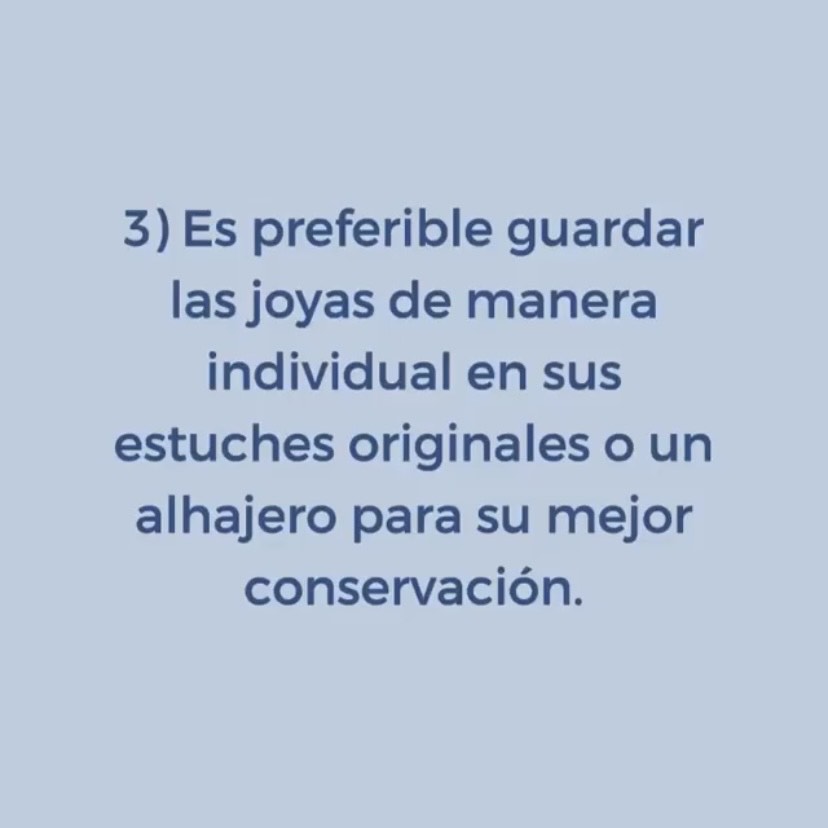 3) Es preferible guardar
las joyas de manera
individual en sus
estuches originales o un
alhajero para su mejor
conservación.